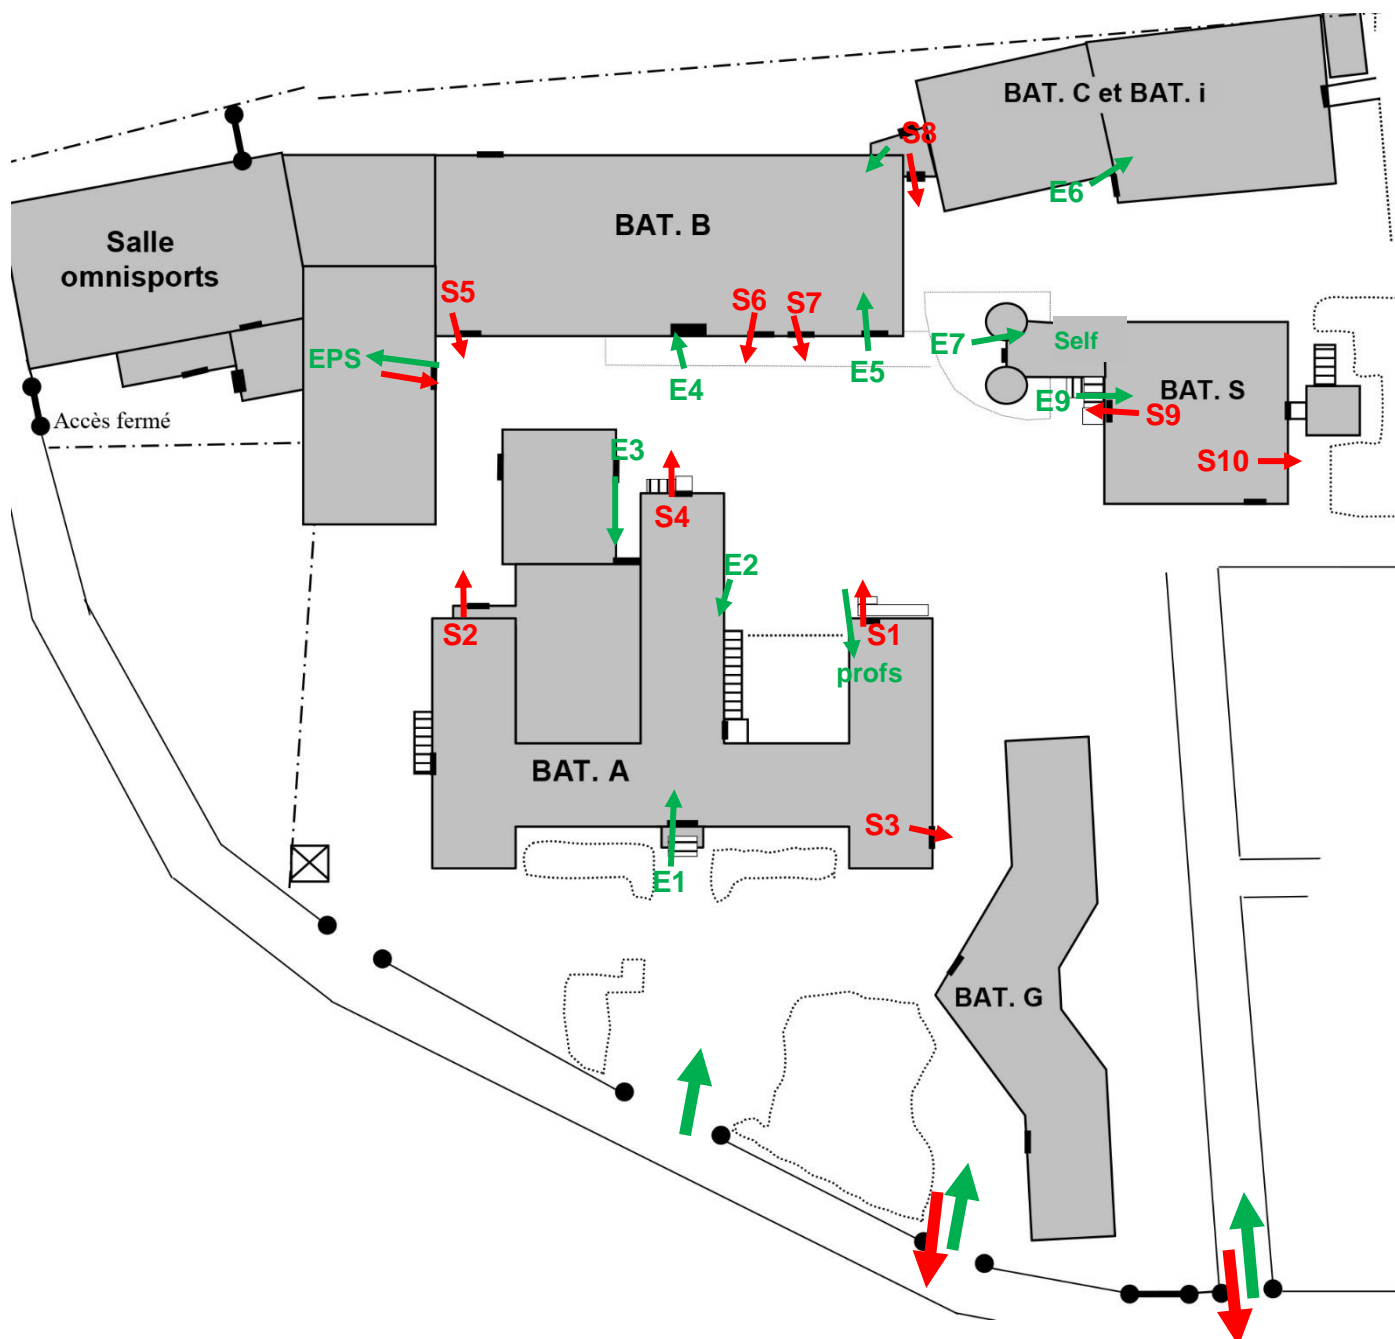 BAT. C et BAT. i
S8
E6
BAT. B
Salle
omnisports
S5
S6
S7
EPS
E4
E5
E7
Self
E9
BAT. S
S9
Accès fermé
E3
S10
S4
E2
S2
S1
profs
BAT. A
S3
E1
BAT. G